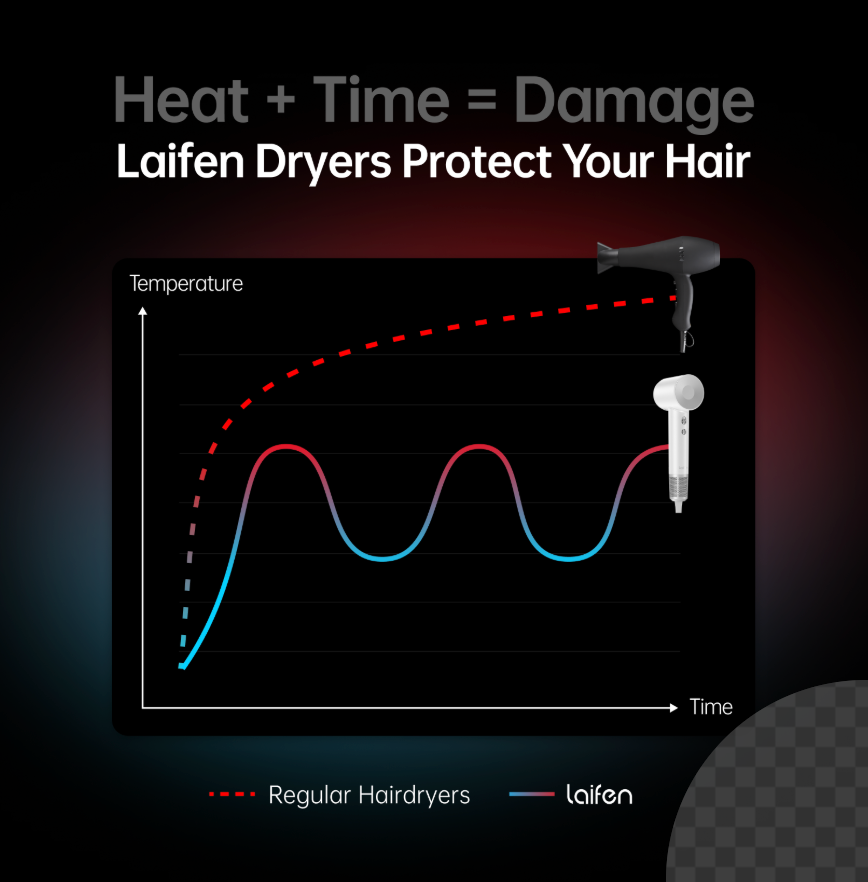 Heat + Time = Damage
Laifen Dryers Protect Your Hair
Temperature
Time
Regular Hairdryers
laifen